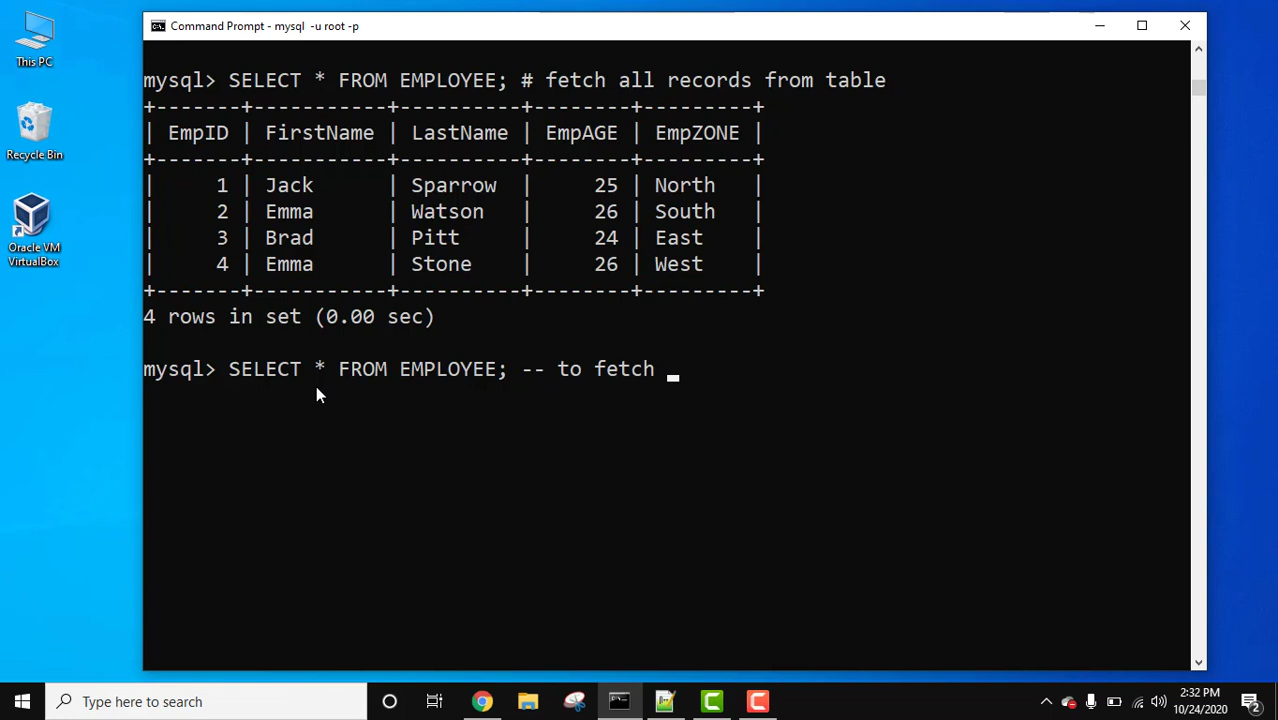 This PC
Recycle Bin
Oracle VM
VirtualBox
Command Prompt - mysql  -u root -p
mysql> SELECT * FROM EMPLOYEE; # fetch all records from table
+-------+-----------+----------+--------+---------+
| EmpID | FirstName | LastName | EmpAGE | EmpZONE |
+-------+-----------+----------+--------+---------+
|     1 | Jack      | Sparrow  |     25 | North   |
|     2 | Emma      | Watson   |     26 | South   |
|     3 | Brad      | Pitt     |     24 | East    |
|     4 | Emma      | Stone    |     26 | West    |
+-------+-----------+----------+--------+---------+
4 rows in set (0.00 sec)
mysql> SELECT * FROM EMPLOYEE; -- to fetch _
Type here to search
2:32 PM
10/24/2020
2